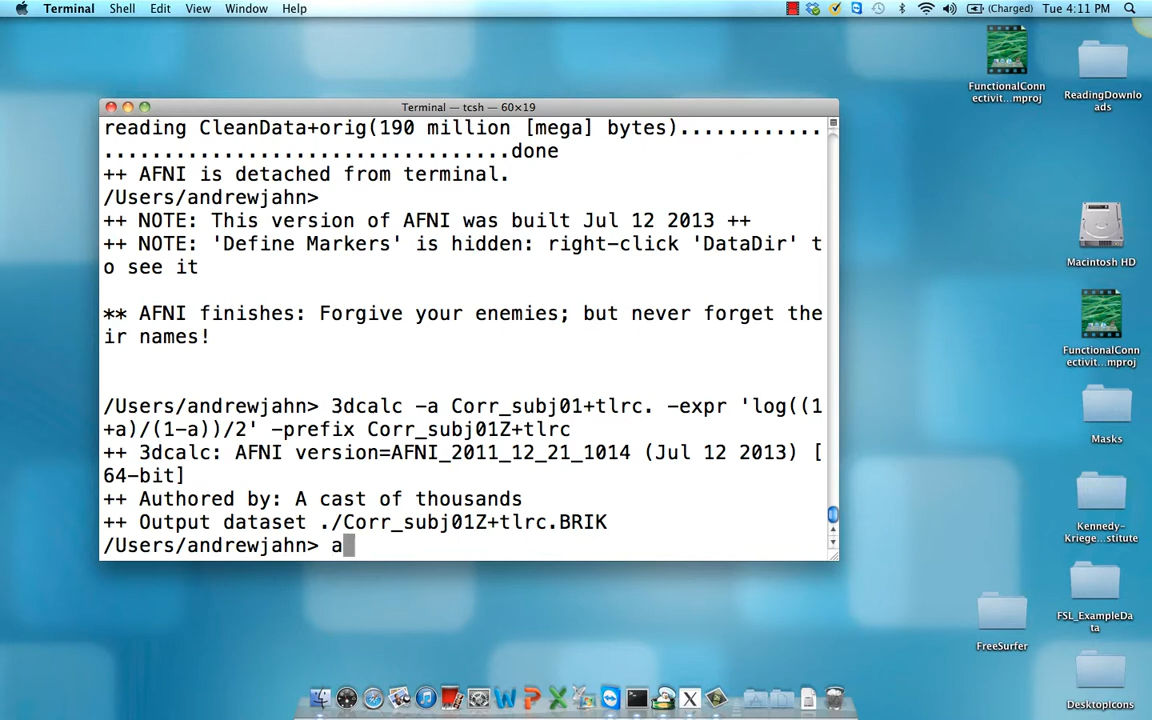 Terminal Shell Edit View Window Help
(Charged) Tue 4:11 PM
Terminal — tcsh — 60×19
reading CleanData+orig(190 million [mega] bytes)............
...................................done
++ AFNI is detached from terminal.
/Users/andrewjahn>
++ NOTE: This version of AFNI was built Jul 12 2013 ++
++ NOTE: 'Define Markers' is hidden: right-click 'DataDir' t
o see it
** AFNI finishes: Forgive your enemies; but never forget the
ir names!
/Users/andrewjahn> 3dcalc -a Corr_subj01+tlrc. -expr 'log((1
+a)/(1-a))/2' -prefix Corr_subj01Z+tlrc
++ 3dcalc: AFNI version=AFNI_2011_12_21_1014 (Jul 12 2013) [
64-bit]
++ Authored by: A cast of thousands
++ Output dataset ./Corr_subj01Z+tlrc.BRIK
/Users/andrewjahn> a
FunctionalConn
ectivit...mproj
ReadingDownlo
ads
Macintosh HD
FunctionalConn
ectivit...mproj
Masks
Kennedy-
Kriege...stitute
FSL_ExampleDa
ta
FreeSurfer
DesktopIcons